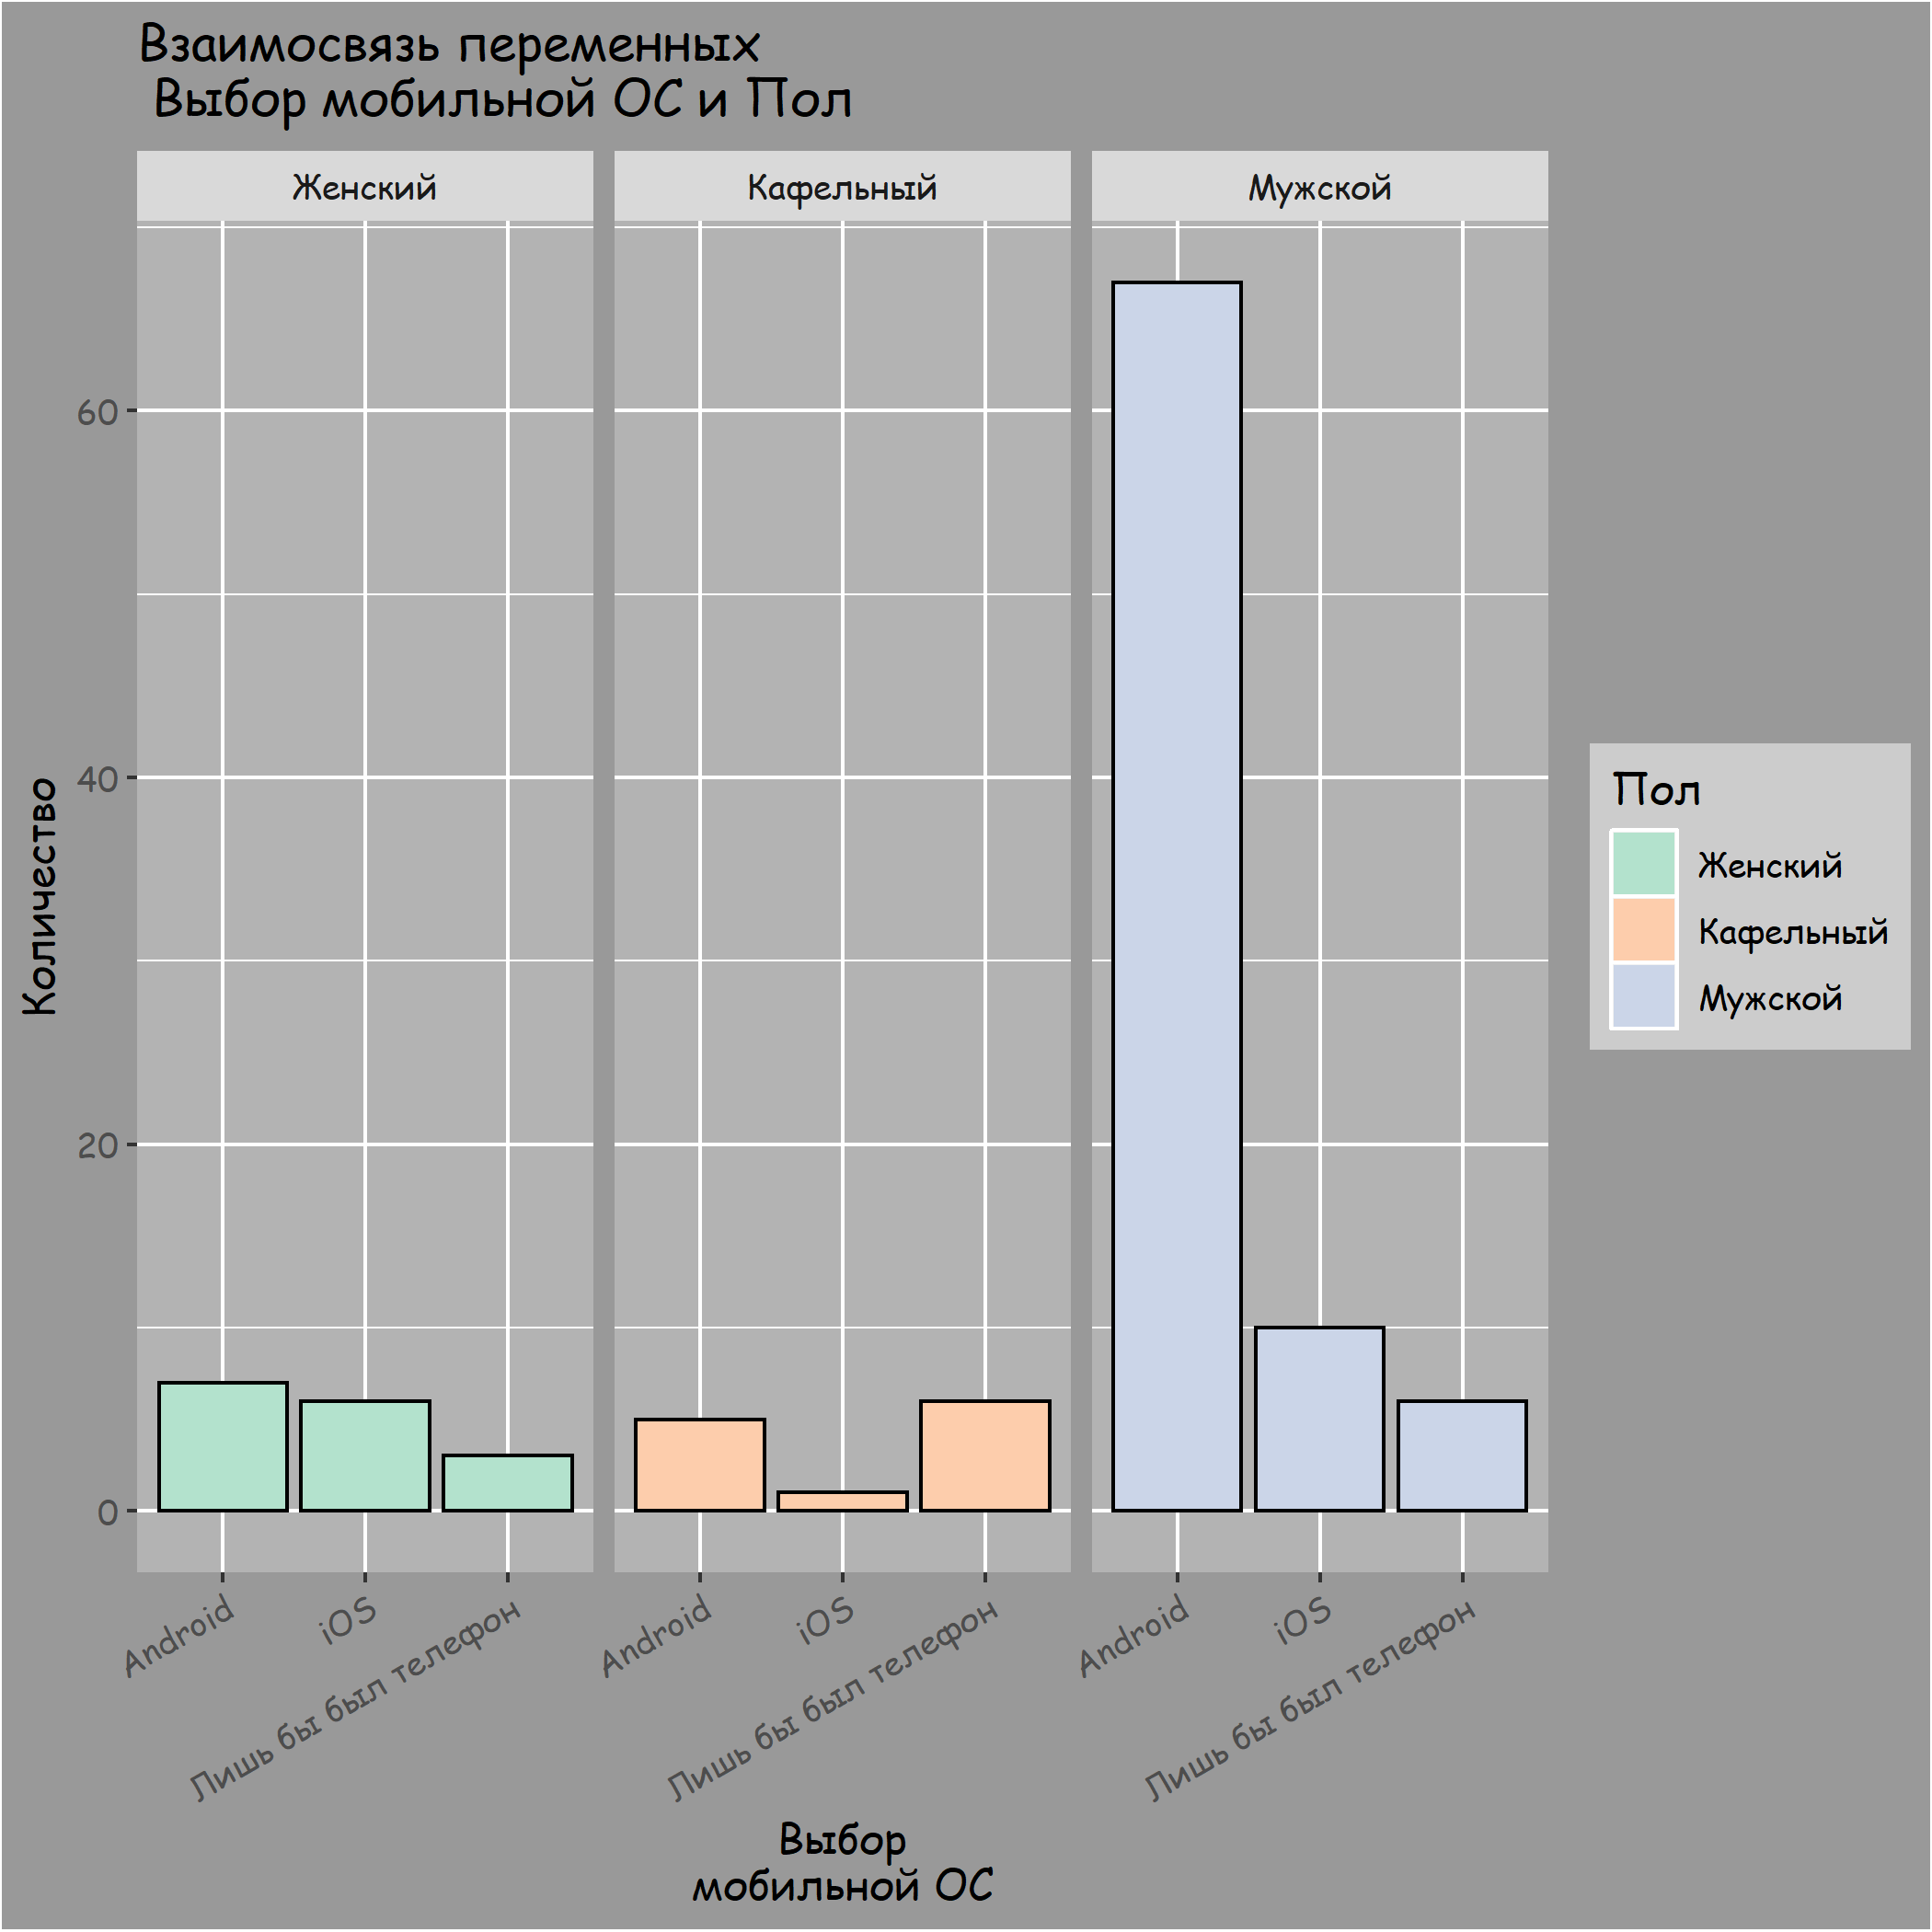 Взаимосвязь переменных
Выбор мобильной ОС и Пол
Женский
Кафельный
Мужской
60
40
20
0
Количество
Android
iOS
Лишь бы был телефон
Android
iOS
Лишь бы был телефон
Android
iOS
Лишь бы был телефон
Выбор
мобильной ОС
Пол
Женский
Кафельный
Мужской